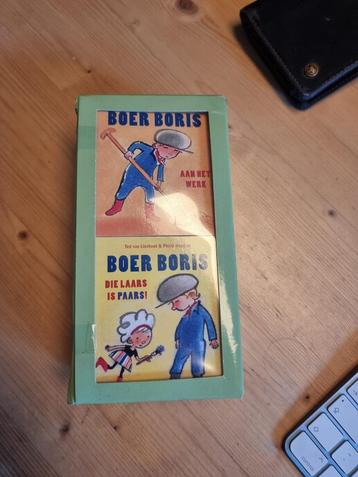 BOER BORIS
AAN HET
WERK
Ted van Lieshout & Philip Hopman
BOER BORIS
DIE LAARS
IS PAARS!